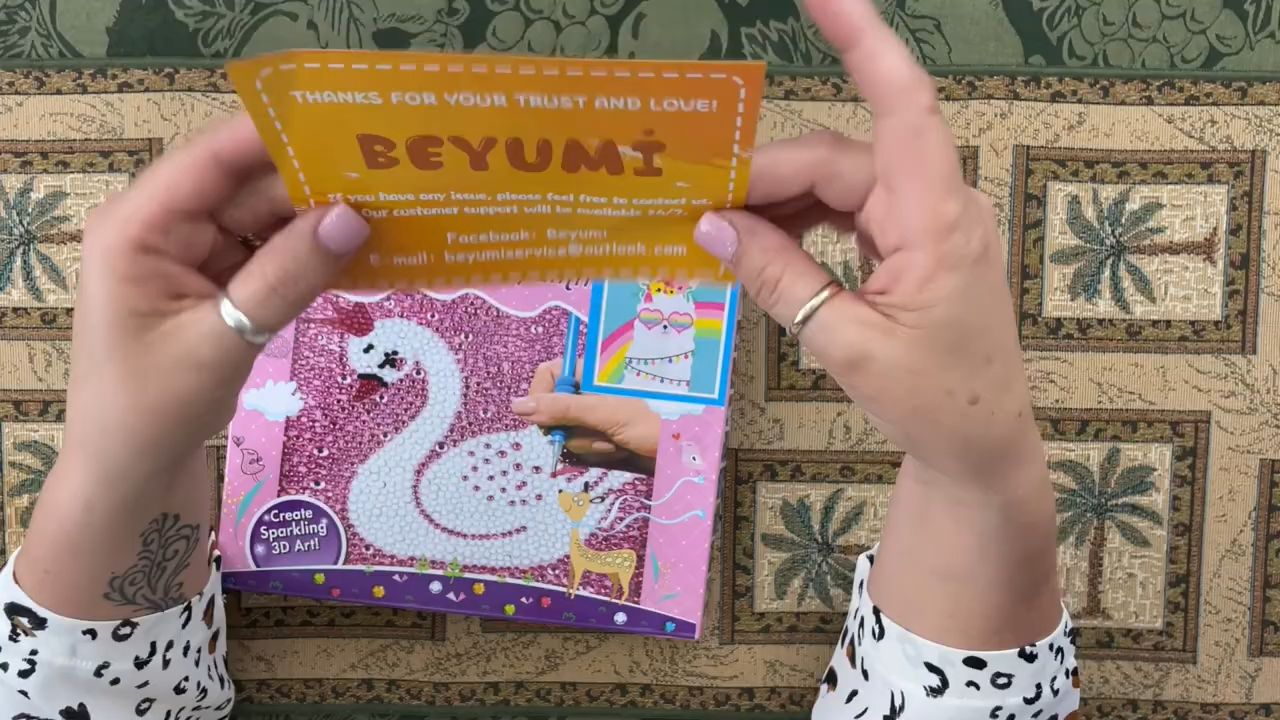 THANKS FOR YOUR TRUST AND LOVE!
BEYUMI
If you have any issue, please feel free to contact us.
Our customer support will be available 24/7.
Facebook: Beyumi
E-mail: beyumiservice@outlook.com
Create
Sparkling
3D Art!